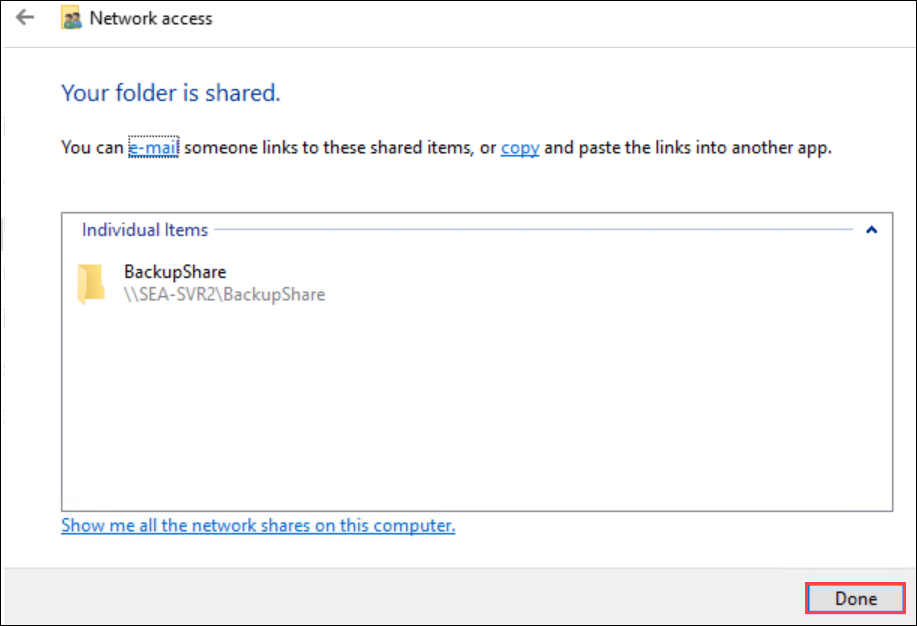 Network access
Your folder is shared.
You can e-mail someone links to these shared items, or copy and paste the links into another app.
Individual Items
BackupShare
\\SEA-SVR2\BackupShare
Show me all the network shares on this computer.
Done